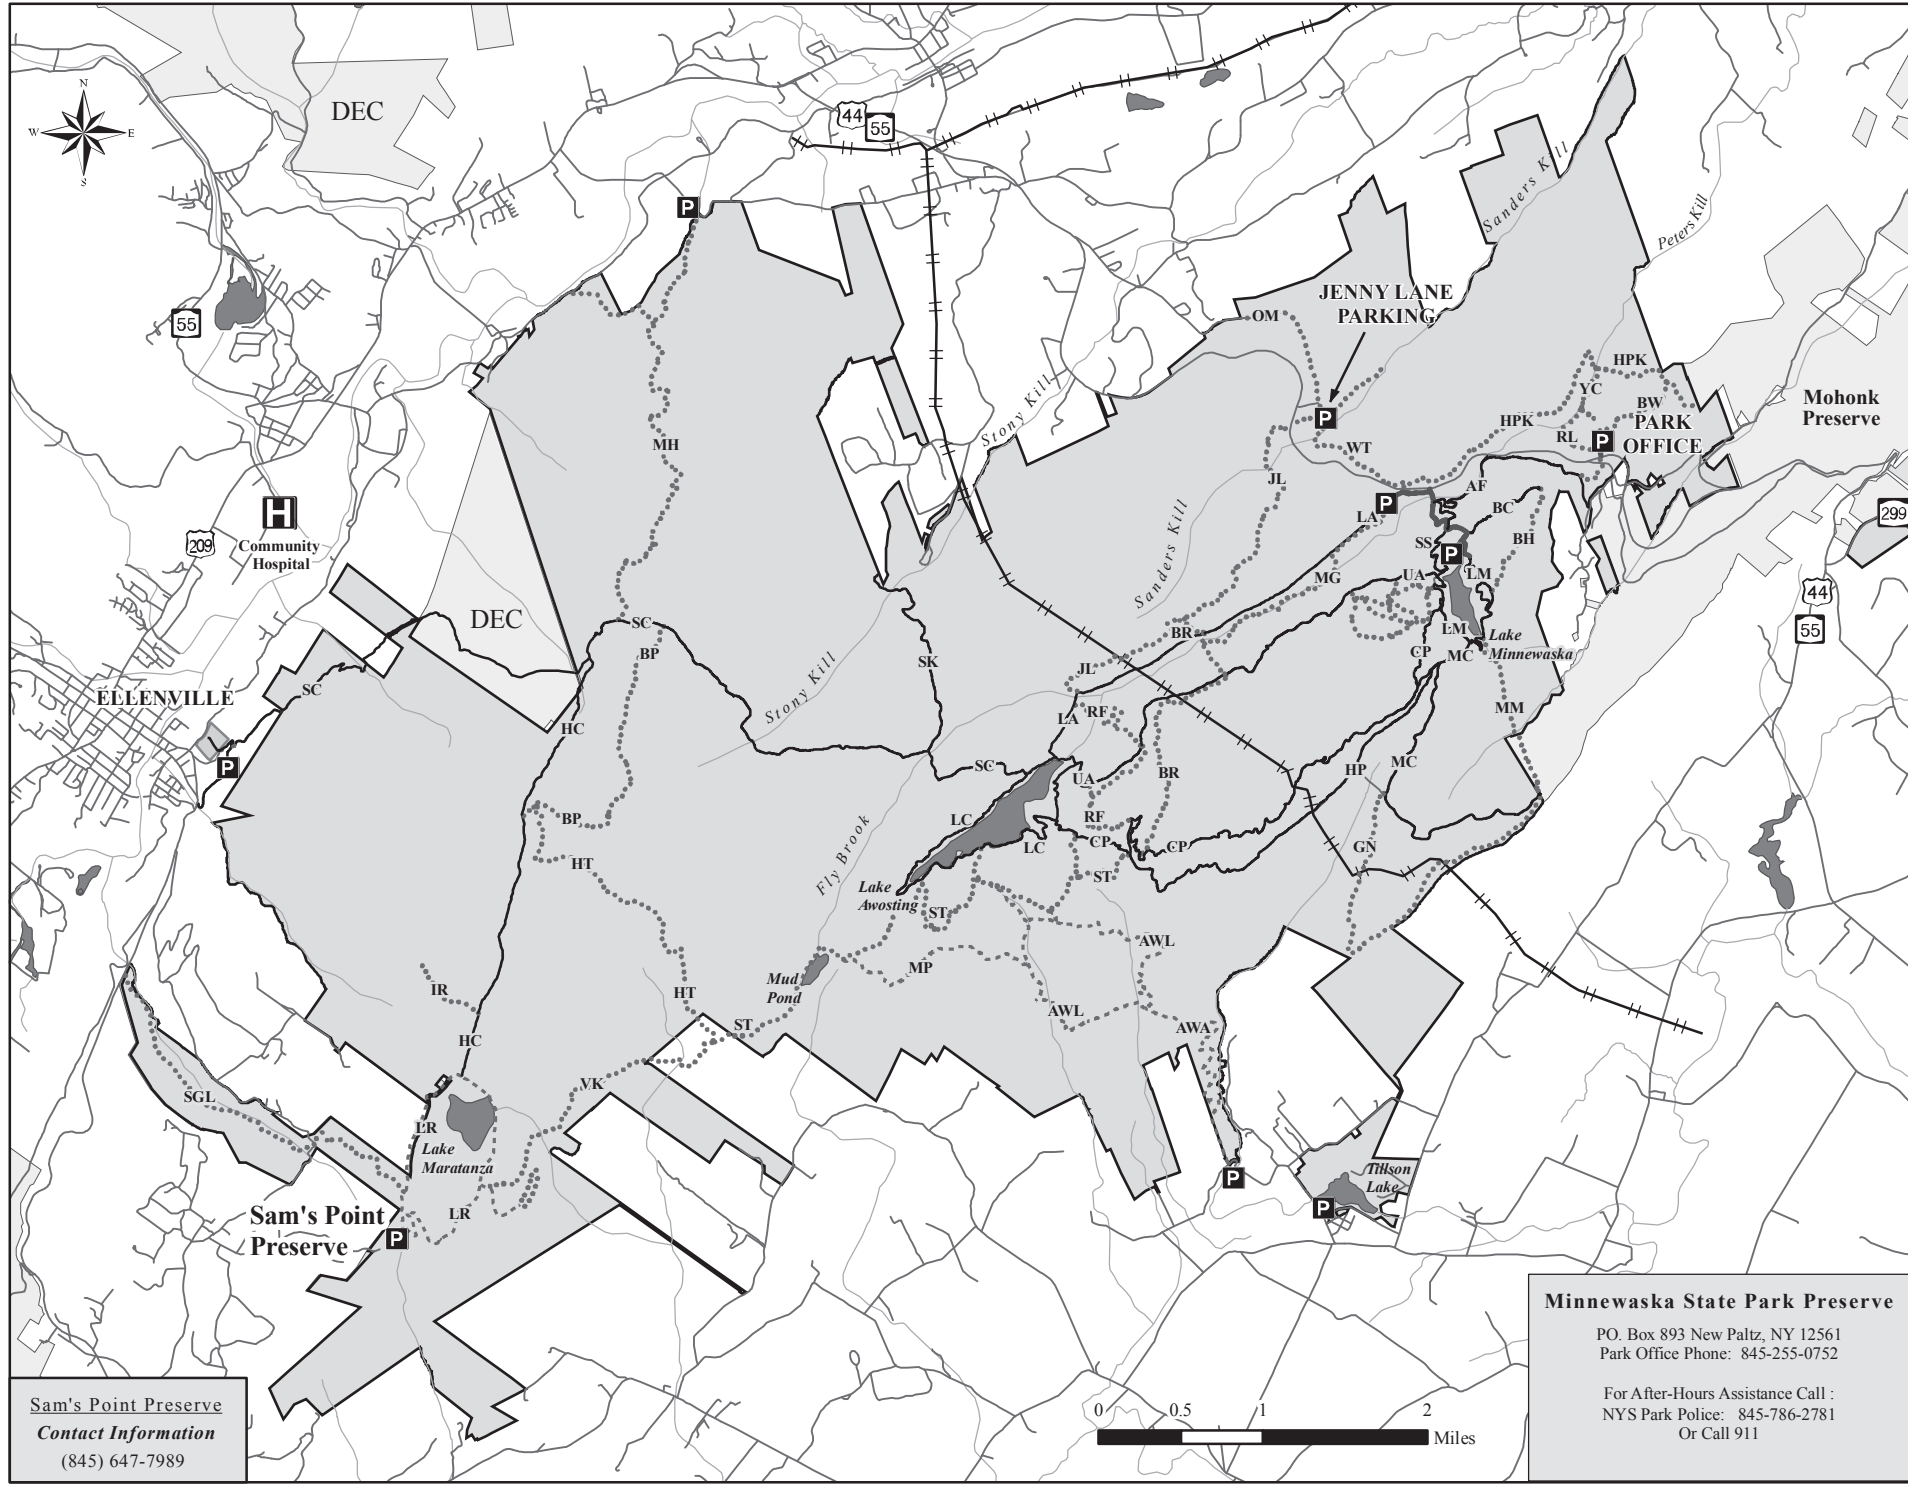 DEC
44
55
N
W
E
S
P
Sanders Kill
Peters Kill
JENNY LANE
PARKING
OM
55
Stony Kill
HPK
YC
BW
Mohonk
Preserve
P
HPK
RL
P
PARK
OFFICE
MH
WT
JL
AF
P
LA
BC
H
Community
Hospital
209
299
SS
BH
P
Sanders Kill
MG
UA
LM
44
55
DEC
SC
BP
BR
LM
Lake
Minnewaska
SK
CP
MC
JL
ELLENVILLE
SC
Stony Kill
HC
LA
RF
MM
P
SC
UA
BR
HP
MC
BP
LC
RF
LC
CP
CP
GN
HT
Fly Brook
Lake
Awosting
ST
ST
AWL
MP
Mud
Pond
IR
HT
ST
AWL
AWA
HC
VK
SGL
LR
Lake
Maratanza
Tillson
Lake
P
P
LR
Sam's Point
Preserve
P
Minnewaska State Park Preserve
PO. Box 893 New Paltz, NY 12561
Park Office Phone: 845-255-0752
For After-Hours Assistance Call :
NYS Park Police: 845-786-2781
Or Call 911
Sam's Point Preserve
Contact Information
(845) 647-7989
0
0.5
1
2
Miles